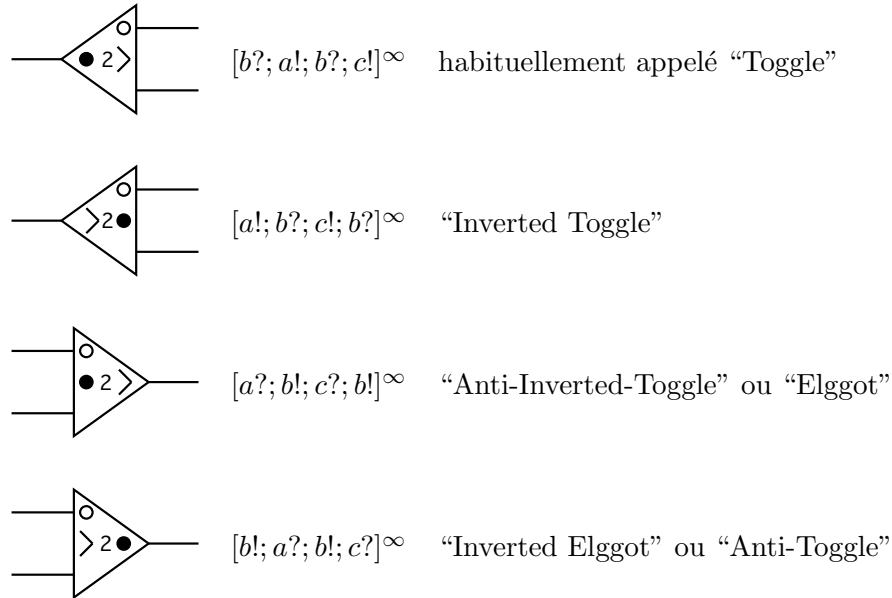 2 > [b?; a!; b?; c!]^∞ habituellement appelé “Toggle”
> 2 [a!; b?; c!; b?]^∞ “Inverted Toggle”
2 > [a?; b!; c?; b!]^∞ “Anti-Inverted-Toggle” ou “Elggot”
> 2 [b!; a?; b!; c?]^∞ “Inverted Elggot” ou “Anti-Toggle”